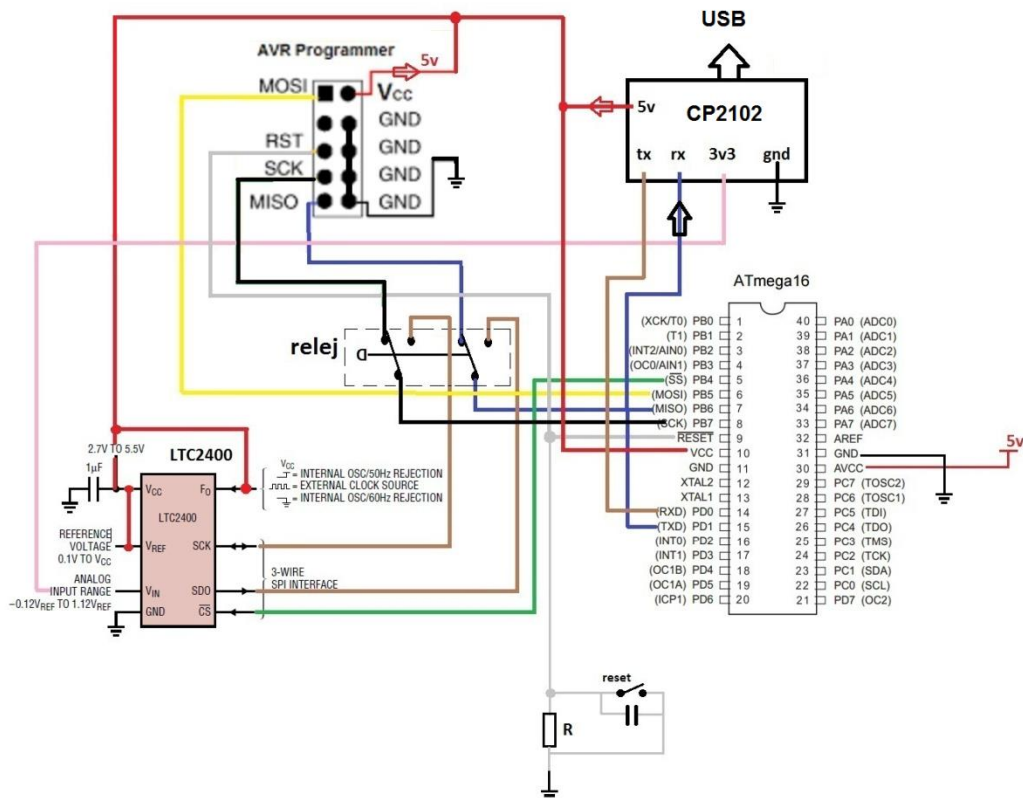 USB
AVR Programmer
5v
MOSI
VCC
GND
RST
GND
SCK
GND
MISO
GND
5v
CP2102
tx
rx
3v3
gnd
ATmega16
(XCK/T0) PB0 1 40 PA0 (ADC0)
(T1) PB1 2 39 PA1 (ADC1)
(INT2/AIN0) PB2 3 38 PA2 (ADC2)
(OC0/AIN1) PB3 4 37 PA3 (ADC3)
(SS) PB4 5 36 PA4 (ADC4)
(MOSI) PB5 6 35 PA5 (ADC5)
(MISO) PB6 7 34 PA6 (ADC6)
(SCK) PB7 8 33 PA7 (ADC7)
RESET 9 32 AREF
VCC 10 31 GND
GND 11 30 AVCC
XTAL2 12 29 PC7 (TOSC2)
XTAL1 13 28 PC6 (TOSC1)
(RXD) PD0 14 27 PC5 (TDI)
(TXD) PD1 15 26 PC4 (TDO)
(INT0) PD2 16 25 PC3 (TMS)
(INT1) PD3 17 24 PC2 (TCK)
(OC1B) PD4 18 23 PC1 (SDA)
(OC1A) PD5 19 22 PC0 (SCL)
(ICP1) PD6 20 21 PD7 (OC2)
5v
relej
D
2.7V TO 5.5V
LTC2400
1µF
VCC
FO
LTC2400
VREF
SCK
VIN
SDO
GND
CS
VCC
= INTERNAL OSC/50Hz REJECTION
= EXTERNAL CLOCK SOURCE
= INTERNAL OSC/60Hz REJECTION
REFERENCE
VOLTAGE
0.1V TO VCC
ANALOG
INPUT RANGE
–0.12VREF TO 1.12VREF
3-WIRE
SPI INTERFACE
reset
R